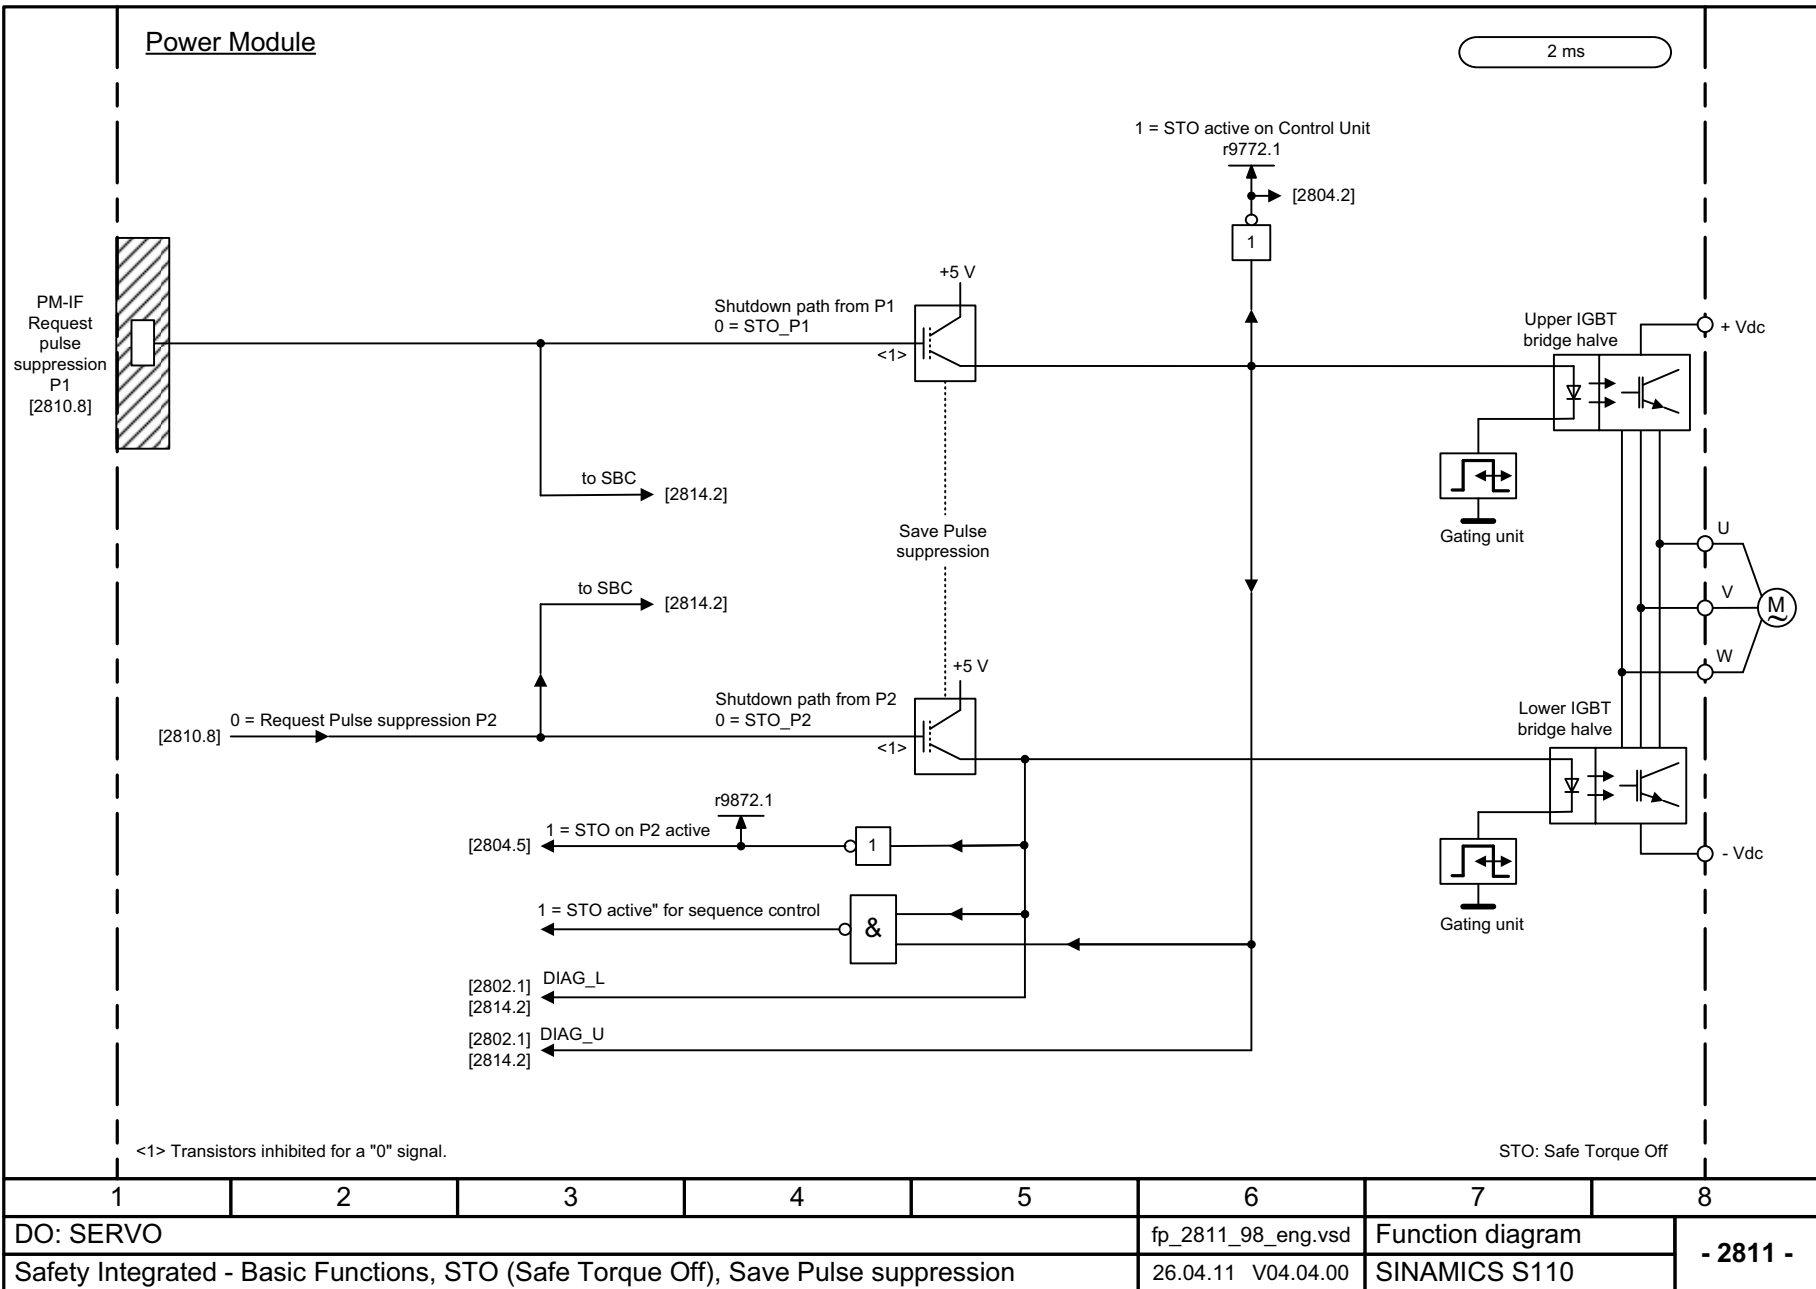 Power Module
2 ms
1 = STO active on Control Unit
r9772.1
[2804.2]
1
+5 V
PM-IF
Request
pulse
suppression
P1
[2810.8]
Shutdown path from P1
0 = STO_P1
<1>
Upper IGBT
bridge halve
+ Vdc
to SBC
[2814.2]
Gating unit
Save Pulse
suppression
U
to SBC
[2814.2]
V
M
~
W
+5 V
0 = Request Pulse suppression P2
[2810.8]
Shutdown path from P2
0 = STO_P2
<1>
Lower IGBT
bridge halve
r9872.1
[2804.5]
1 = STO on P2 active
1
- Vdc
1 = STO active" for sequence control
&
Gating unit
[2802.1]
[2814.2]
DIAG_L
[2802.1]
[2814.2]
DIAG_U
<1> Transistors inhibited for a "0" signal.
STO: Safe Torque Off
1 2 3 4 5 6 7 8
DO: SERVO
fp_2811_98_eng.vsd
Function diagram
- 2811 -
Safety Integrated - Basic Functions, STO (Safe Torque Off), Save Pulse suppression
26.04.11 V04.04.00
SINAMICS S110